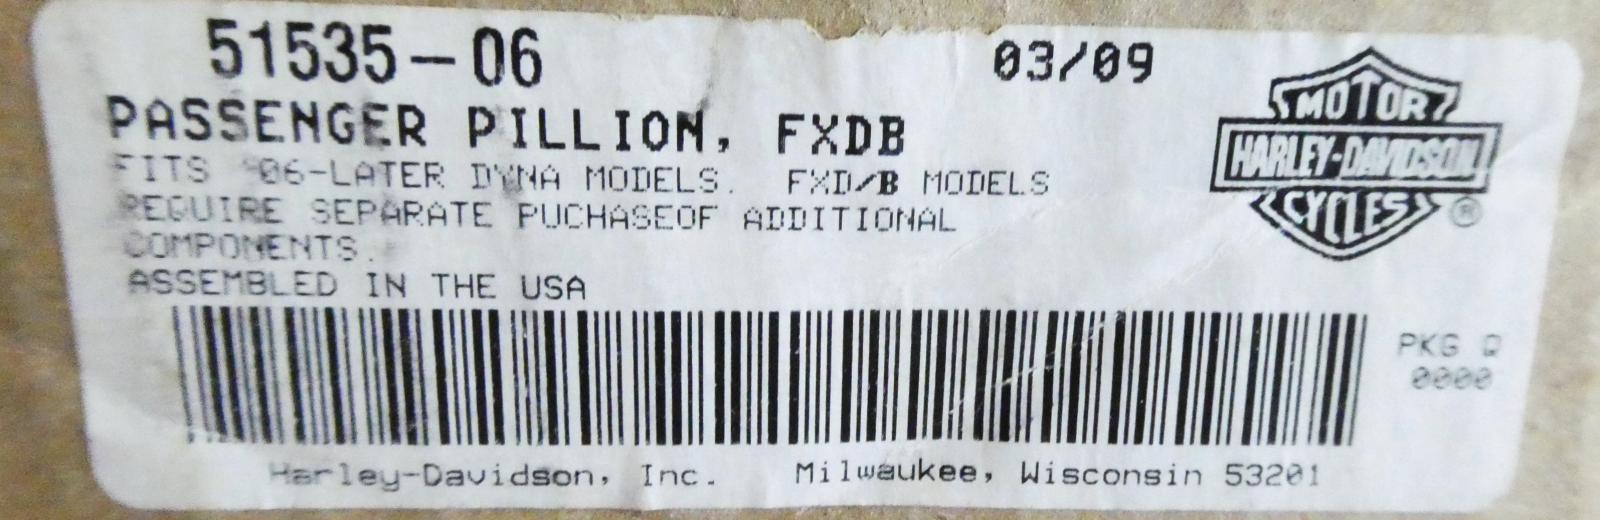 51535-06 03/09
PASSENGER PILLION, FXDB
FITS '06-LATER DYNA MODELS. FXD/B MODELS
REQUIRE SEPARATE PUCHASEOF ADDITIONAL
COMPONENTS.
ASSEMBLED IN THE USA
MOTOR
HARLEY-DAVIDSON
CYCLES
®
PKG Q
0000
Harley-Davidson, Inc. Milwaukee, Wisconsin 53201